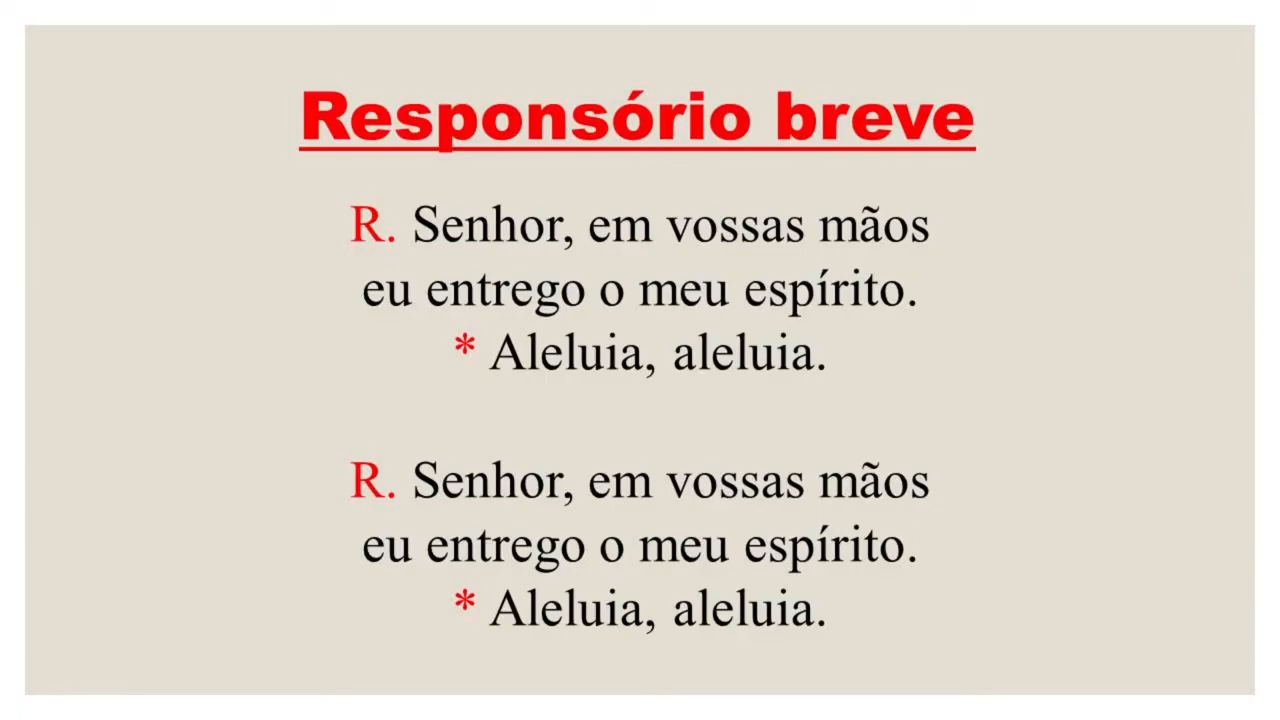 Responsório breve
R. Senhor, em vossas mãos
eu entrego o meu espírito.
* Aleluia, aleluia.
R. Senhor, em vossas mãos
eu entrego o meu espírito.
* Aleluia, aleluia.